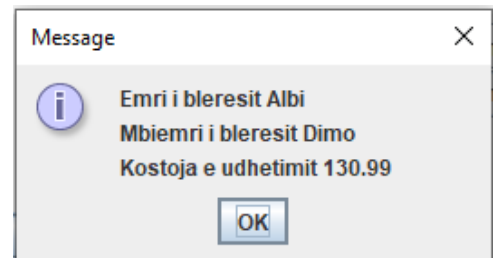 Message
Emri i bleresit Albi
Mbiemri i bleresit Dimo
Kostoja e udhetimit 130.99
OK